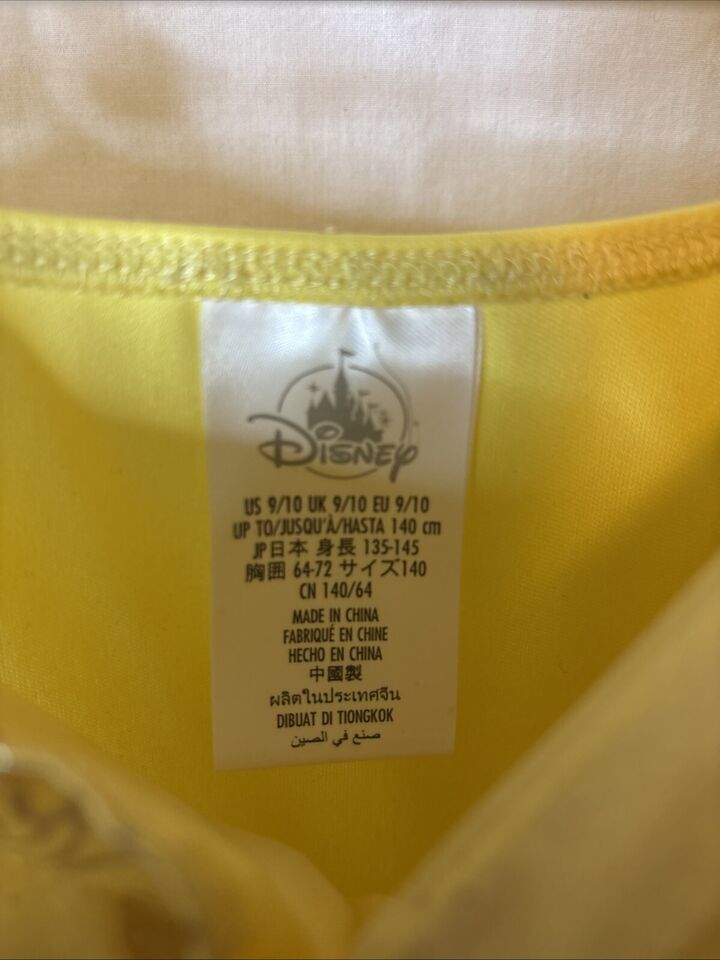 Disney
US 9/10 UK 9/10 EU 9/10
UP TO/JUSQU'À/HASTA 140 cm
JP日本 身長 135-145
胸囲 64-72 サイズ140
CN 140/64
MADE IN CHINA
FABRIQUÉ EN CHINE
HECHO EN CHINA
中國製
ผลิตในประเทศจีน
DIBUAT DI TIONGKOK
صنع في الصين